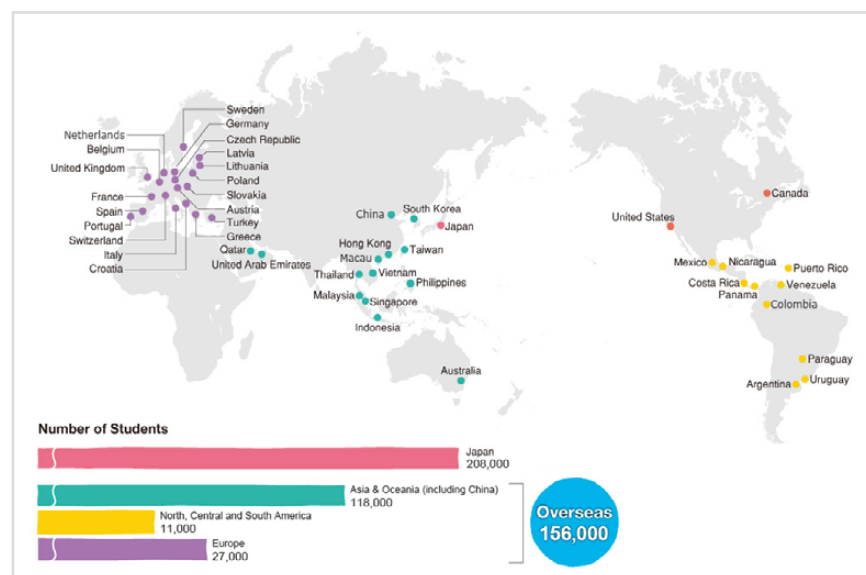 Sweden
Germany
Netherlands
Czech Republic
Belgium
Latvia
United Kingdom
Lithuania
Poland
France
Slovakia
Spain
Austria
Portugal
Turkey
Switzerland
Greece
Italy
Croatia
Qatar
United Arab Emirates
China
South Korea
Japan
Hong Kong
Macau
Taiwan
Thailand
Vietnam
Philippines
Malaysia
Singapore
Indonesia
Australia
Canada
United States
Mexico
Nicaragua
Puerto Rico
Costa Rica
Venezuela
Panama
Colombia
Paraguay
Argentina
Uruguay
Number of Students
Japan
208,000
Asia & Oceania (including China)
118,000
North, Central and South America
11,000
Europe
27,000
Overseas
156,000